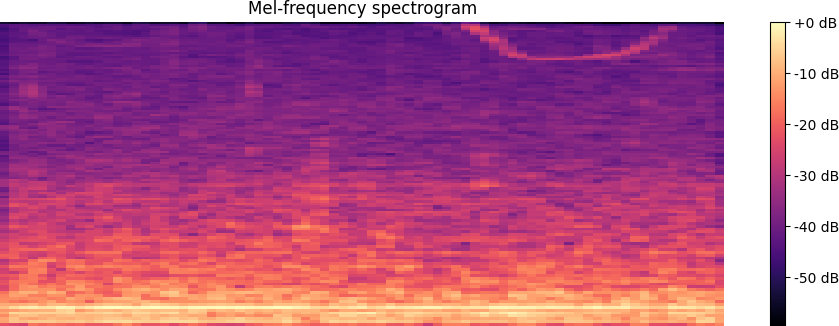 Mel-frequency spectrogram
+0 dB
-10 dB
-20 dB
-30 dB
-40 dB
-50 dB